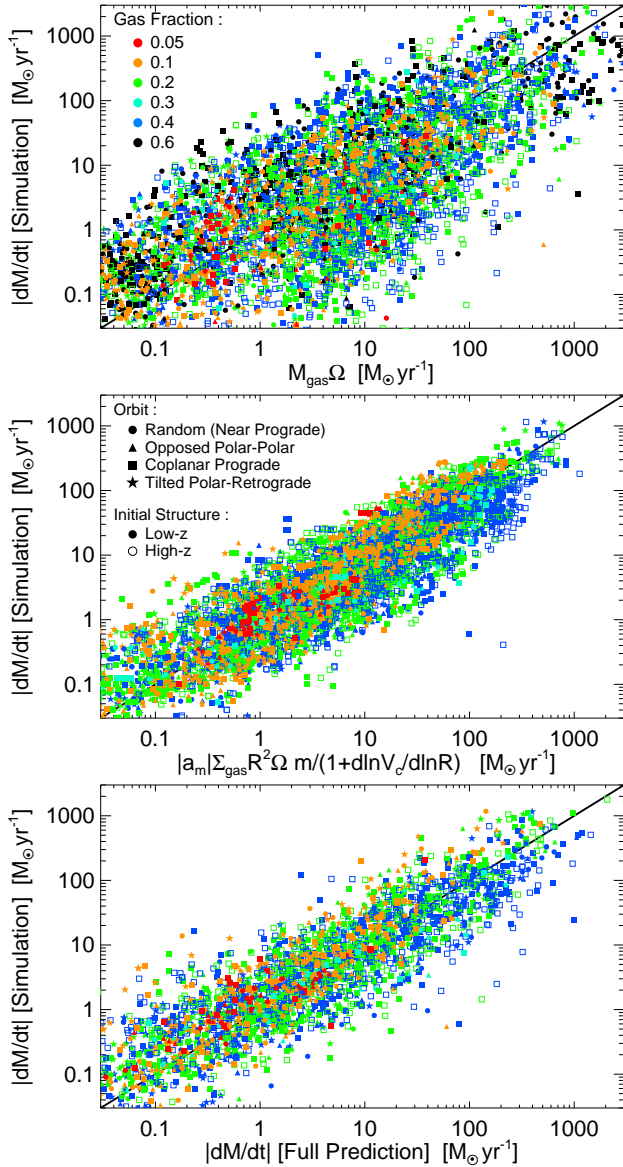 Gas Fraction :
0.05
0.1
0.2
0.3
0.4
0.6
1000
100
10
1
0.1
|dM/dt| [Simulation] [M⊙ yr⁻¹]
0.1 1 10 100 1000
M_gas Ω [M⊙ yr⁻¹]
Orbit :
Random (Near Prograde)
Opposed Polar-Polar
Coplanar Prograde
Tilted Polar-Retrograde
Initial Structure :
Low-z
High-z
1000
100
10
1
0.1
|dM/dt| [Simulation] [M⊙ yr⁻¹]
0.1 1 10 100 1000
|a_m| Σ_gas R² Ω m/(1+dlnV_c/dlnR) [M⊙ yr⁻¹]
1000
100
10
1
0.1
|dM/dt| [Simulation] [M⊙ yr⁻¹]
0.1 1 10 100 1000
|dM/dt| [Full Prediction] [M⊙ yr⁻¹]